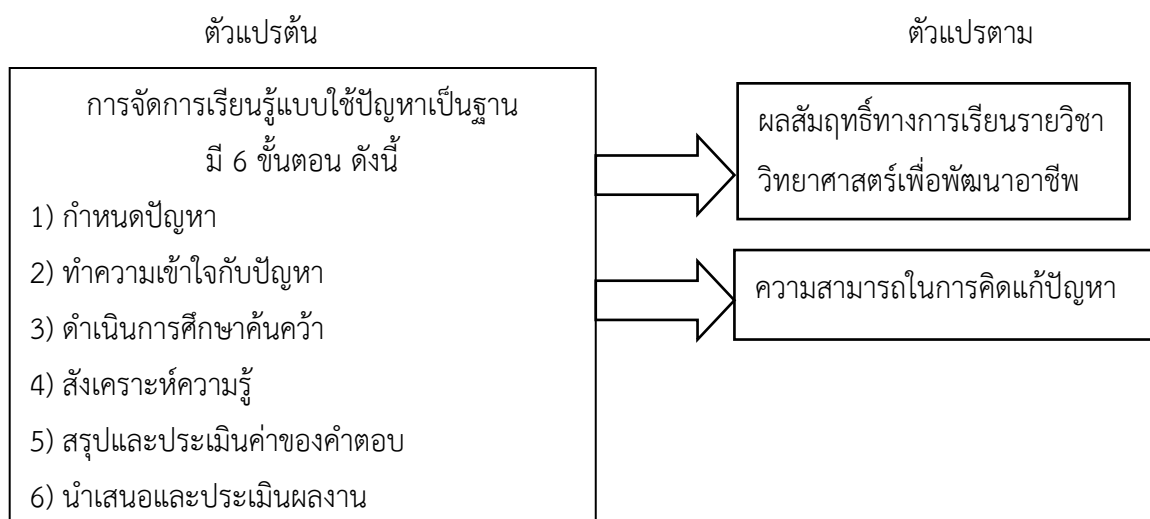 ตัวแปรต้น
ตัวแปรตาม
การจัดการเรียนรู้แบบใช้ปัญหาเป็นฐาน
มี 6 ขั้นตอน ดังนี้
1) กำหนดปัญหา
2) ทำความเข้าใจกับปัญหา
3) ดำเนินการศึกษาค้นคว้า
4) สังเคราะห์ความรู้
5) สรุปและประเมินค่าของคำตอบ
6) นำเสนอและประเมินผลงาน
ผลสัมฤทธิ์ทางการเรียนรายวิชา
วิทยาศาสตร์เพื่อพัฒนาอาชีพ
ความสามารถในการคิดแก้ปัญหา